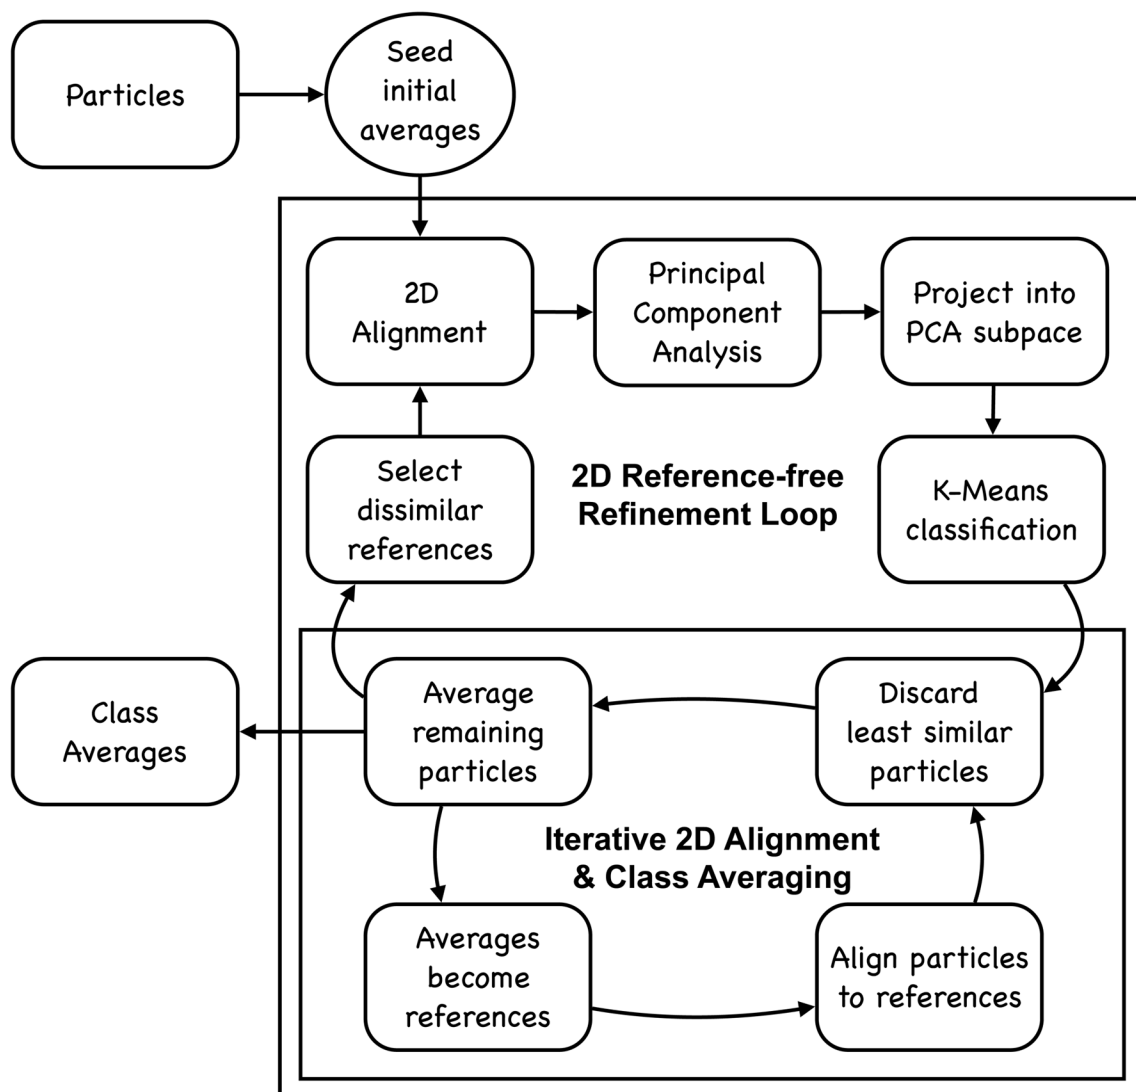 Particles
Seed
initial
averages
2D
Alignment
Principal
Component
Analysis
Project into
PCA subpace
Select
dissimilar
references
2D Reference-free
Refinement Loop
K-Means
classification
Class
Averages
Average
remaining
particles
Discard
least similar
particles
Iterative 2D Alignment
& Class Averaging
Averages
become
references
Align particles
to references